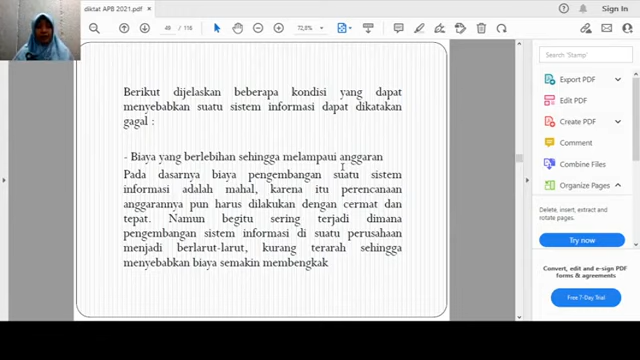 diktat APB 2021.pdf
Sign In
48 / 118
72,8%
Berikut dijelaskan beberapa kondisi yang dapat
menyebabkan suatu sistem informasi dapat dikatakan
gagal :
- Biaya yang berlebihan sehingga melampaui anggaran
Pada dasarnya biaya pengembangan suatu sistem
informasi adalah mahal, karena itu perencanaan
anggarannya pun harus dilakukan dengan cermat dan
tepat. Namun begitu sering terjadi dimana
pengembangan sistem informasi di suatu perusahaan
menjadi berlarut-larut, kurang terarah sehingga
menyebabkan biaya semakin membengkak
Search "Stamp"
Export PDF
Edit PDF
Create PDF
Comment
Combine Files
Organize Pages
Delete, insert, extract and
rotate pages.
Try now
Convert, edit and e-sign PDF
forms & agreements
Free 7-Day Trial